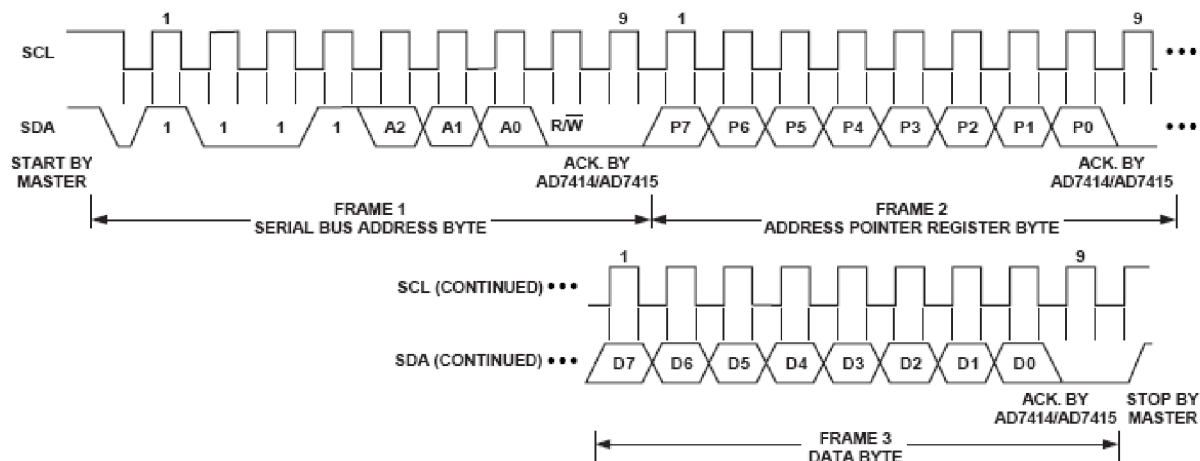 1 9 1 9
SCL
SDA 1 1 1 1 A2 A1 A0 R/W P7 P6 P5 P4 P3 P2 P1 P0
START BY
MASTER
ACK. BY
AD7414/AD7415
ACK. BY
AD7414/AD7415
FRAME 1
SERIAL BUS ADDRESS BYTE
FRAME 2
ADDRESS POINTER REGISTER BYTE
1 9
SCL (CONTINUED)
SDA (CONTINUED) D7 D6 D5 D4 D3 D2 D1 D0
ACK. BY
AD7414/AD7415
STOP BY
MASTER
FRAME 3
DATA BYTE